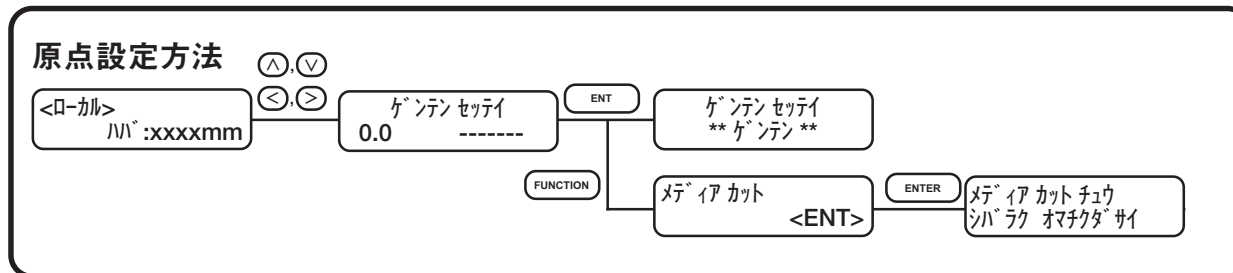 原点設定方法
∧,∨
<,>
<ﾛｰｶﾙ>
ﾊﾊﾞ:xxxxmm
ｹﾞﾝﾃﾝ ｾｯﾃｲ
0.0 -------
ENT
ｹﾞﾝﾃﾝ ｾｯﾃｲ
** ｹﾞﾝﾃﾝ **
FUNCTION
ﾒﾃﾞｨｱ ｶｯﾄ
<ENT>
ENTER
ﾒﾃﾞｨｱ ｶｯﾄ ﾁｭｳ
ｼﾊﾞﾗｸ ｵﾏﾁｸﾀﾞｻｲ